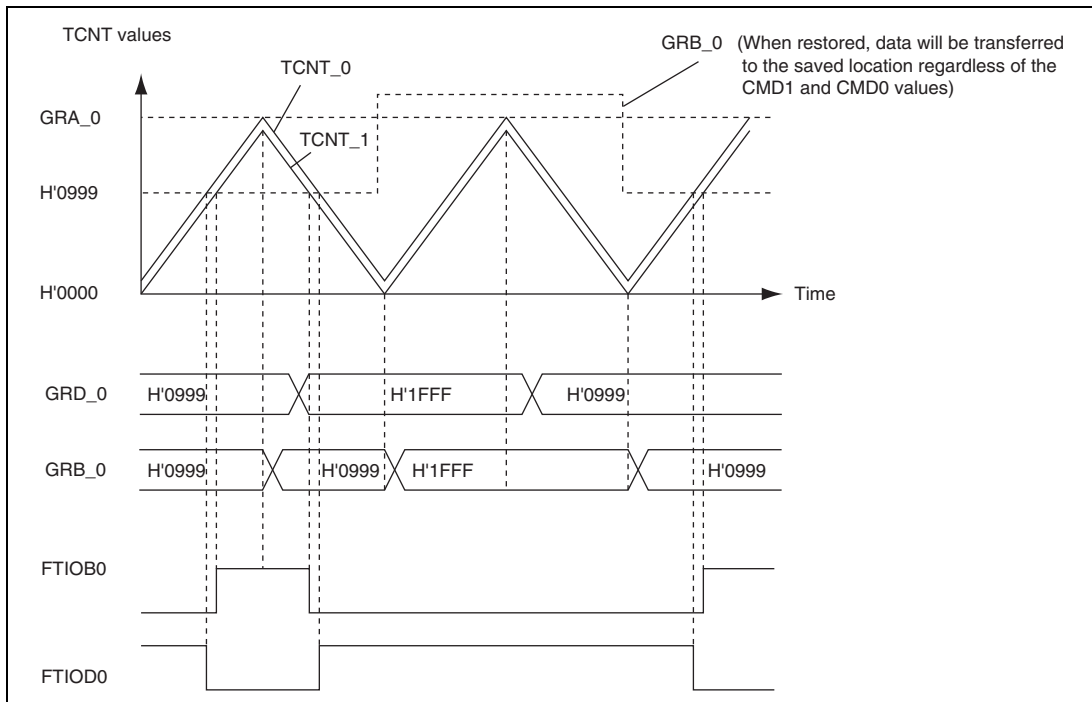 TCNT values
GRB_0 (When restored, data will be transferred
to the saved location regardless of the
CMD1 and CMD0 values)
TCNT_0
GRA_0
TCNT_1
H'0999
H'0000
Time
GRD_0
H'0999
H'1FFF
H'0999
GRB_0
H'0999
H'0999
H'1FFF
H'0999
FTIOB0
FTIOD0